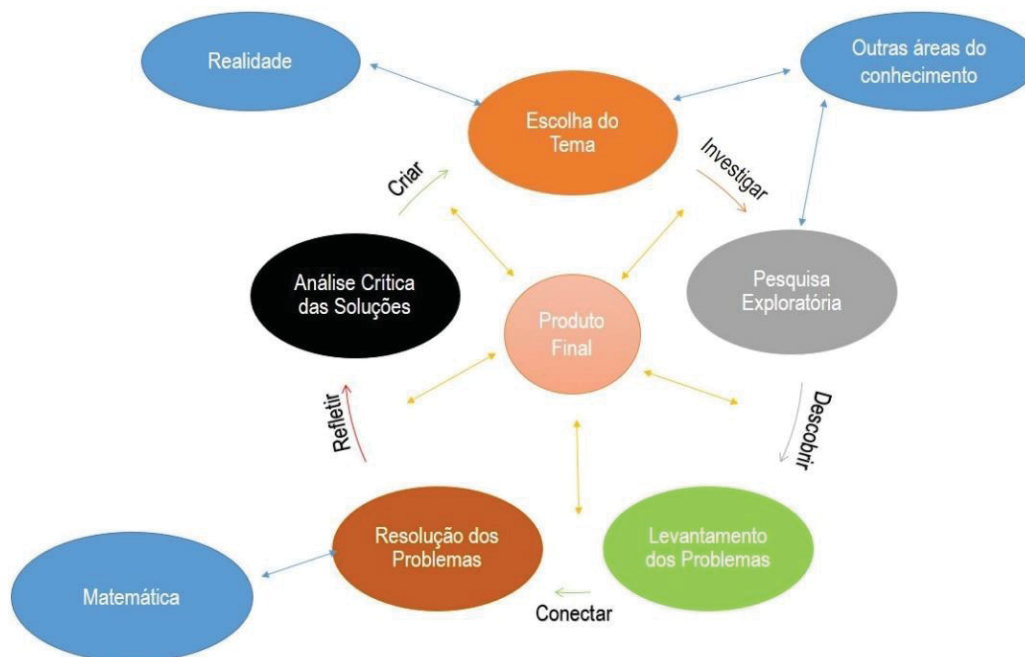 Realidade
Outras áreas do
conhecimento
Escolha do
Tema
Criar
Investigar
Análise Crítica
das Soluções
Pesquisa
Exploratória
Produto
Final
Refletir
Descobrir
Resolução dos
Problemas
Levantamento
dos Problemas
Matemática
Conectar